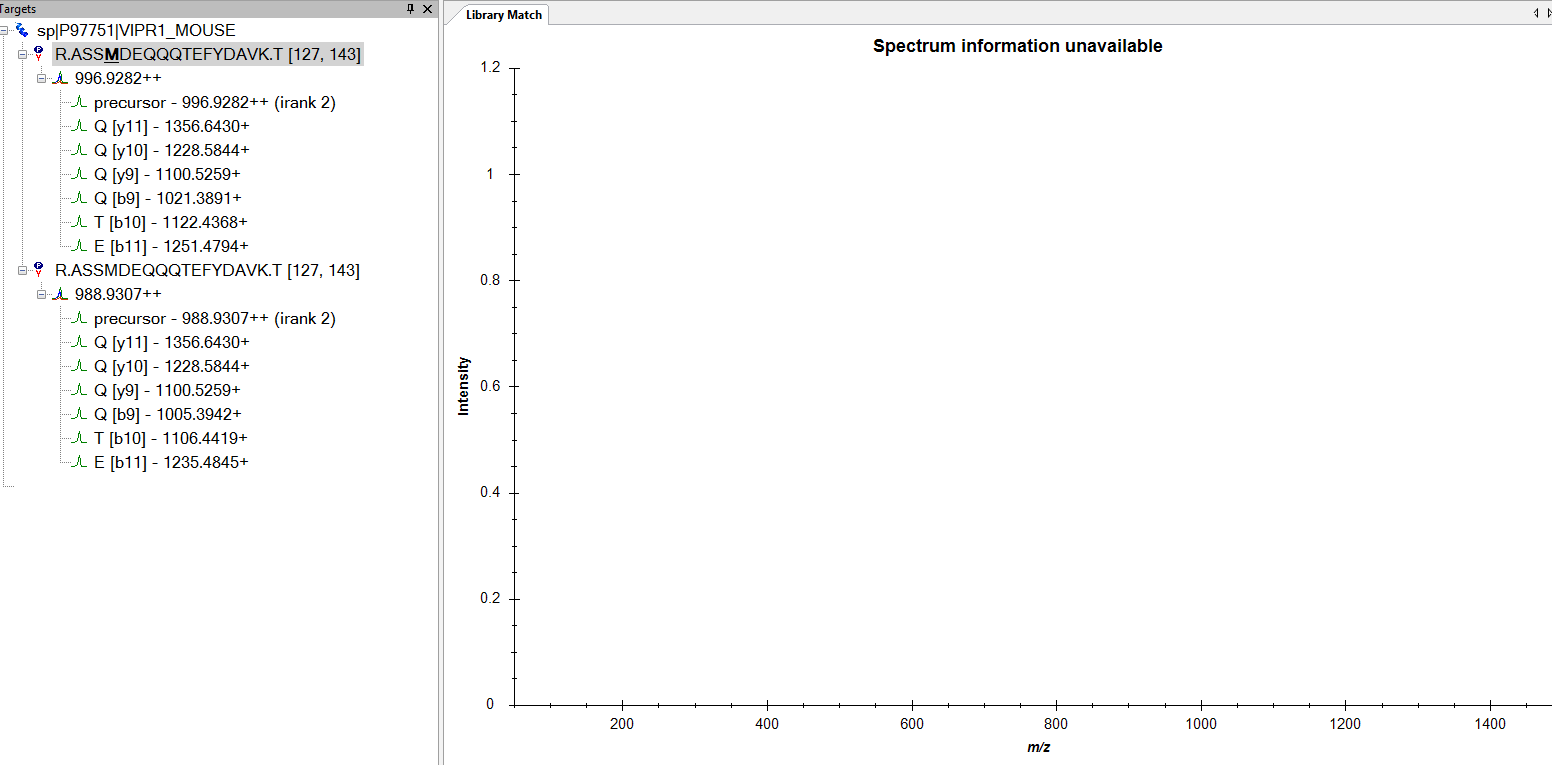 Targets
sp|P97751|VIPR1_MOUSE
R.ASSMDEQQQTEFYDAVK.T [127, 143]
996.9282++
precursor - 996.9282++ (irank 2)
Q [y11] - 1356.6430+
Q [y10] - 1228.5844+
Q [y9] - 1100.5259+
Q [b9] - 1021.3891+
T [b10] - 1122.4368+
E [b11] - 1251.4794+
R.ASSMDEQQQTEFYDAVK.T [127, 143]
988.9307++
precursor - 988.9307++ (irank 2)
Q [y11] - 1356.6430+
Q [y10] - 1228.5844+
Q [y9] - 1100.5259+
Q [b9] - 1005.3942+
T [b10] - 1106.4419+
E [b11] - 1235.4845+
Library Match
Spectrum information unavailable
1.2
1
0.8
0.6
0.4
0.2
0
Intensity
200 400 600 800 1000 1200 1400
m/z